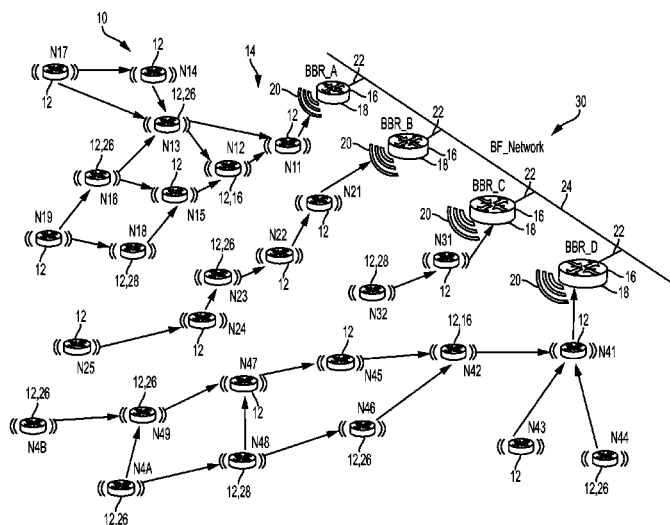 10
N17
12
N14
12
14
BBR_A
22
16
18
20
30
12,26
N13
12
N12
12,16
12
N11
BBR_B
22
16
18
20
BF_Network
12,26
N16
12
N15
22
24
BBR_C
16
18
20
N19
12
N18
12,28
N21
12
N31
12
22
BBR_D
16
18
20
12,26
N23
N22
12
12,28
N32
12
N25
N24
12
N47
12
12
N45
12,16
N42
12
N41
12,26
N4B
12,26
N49
N46
12,26
N43
12
N44
12,26
N4A
12,26
N48
12,28